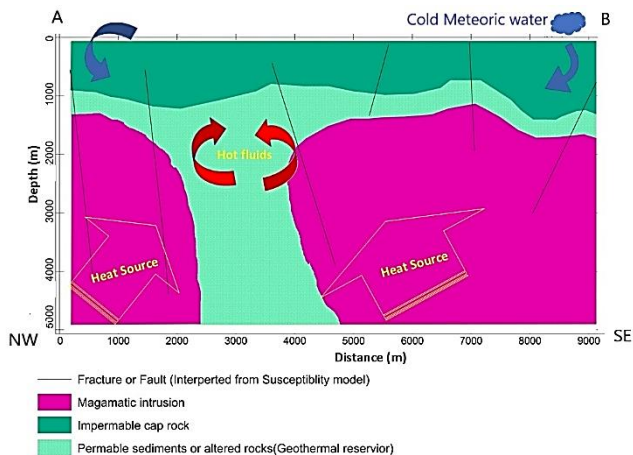 A
Cold Meteoric water
B
0
1000
2000
3000
4000
5000
Depth (m)
Hot fluids
Heat Source
Heat Source
0 1000 2000 3000 4000 5000 6000 7000 8000 9000
NW
SE
Distance (m)
Fracture or Fault (Interperted from Susceptiblity model)
Magamatic intrusion
Impermable cap rock
Permable sediments or altered rocks(Geothermal reservior)